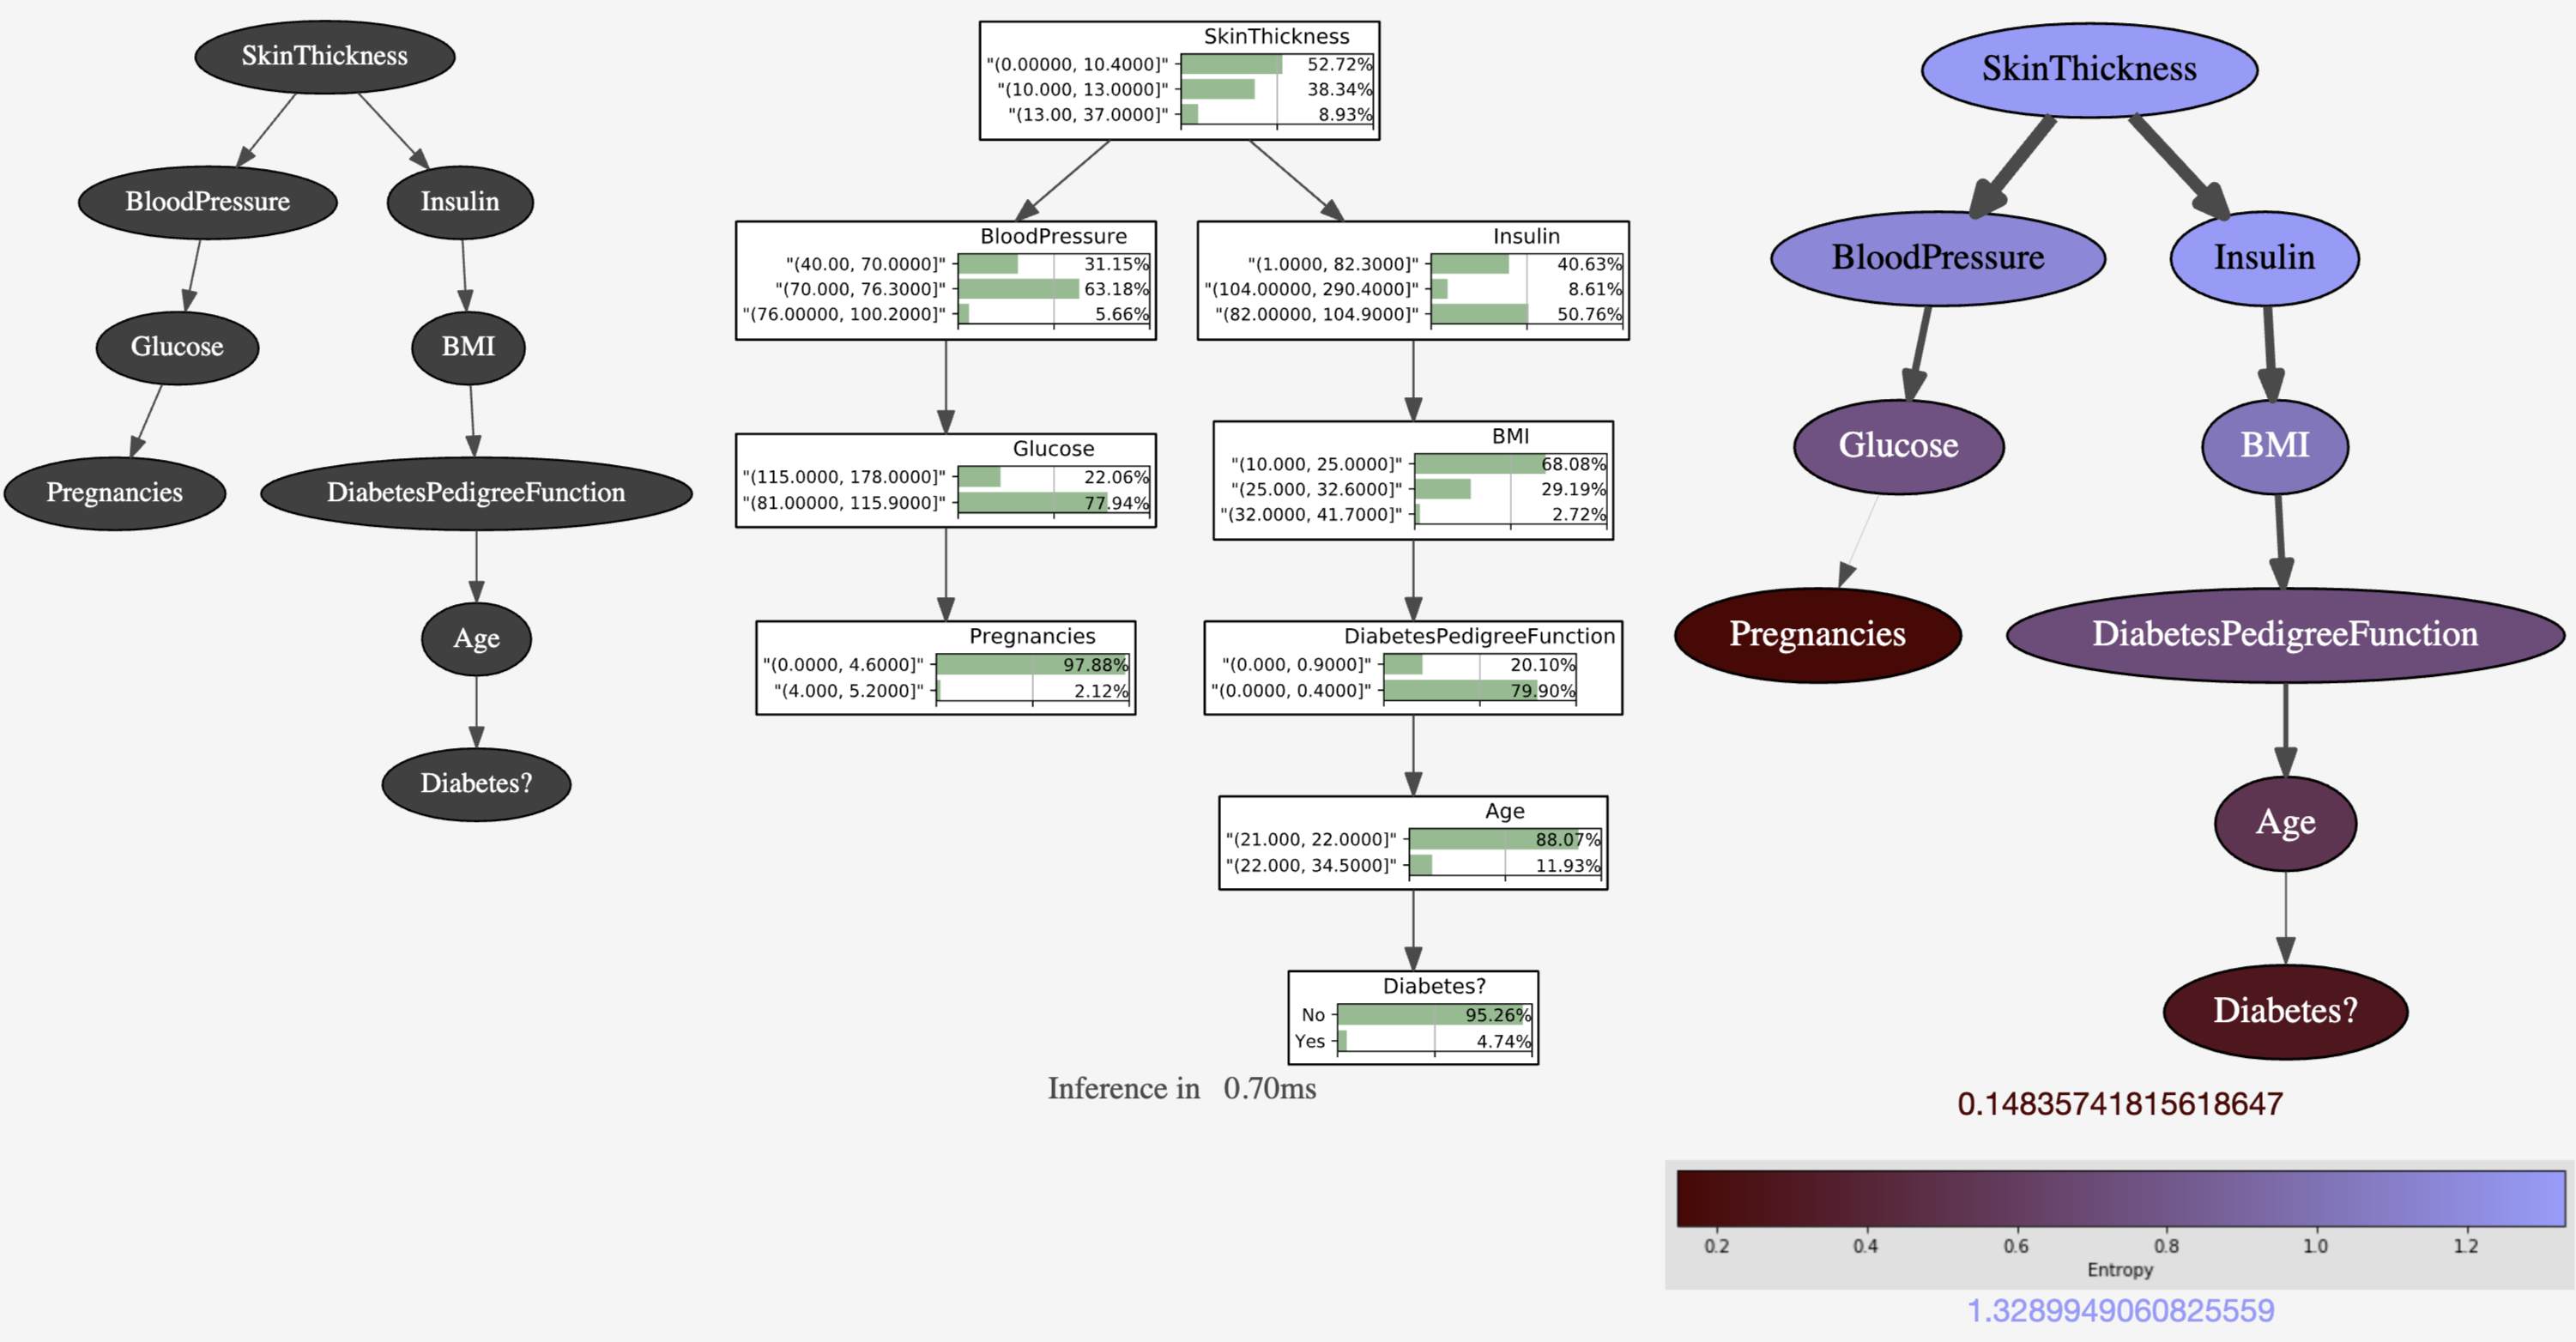 SkinThickness
BloodPressure
Insulin
Glucose
BMI
Pregnancies
DiabetesPedigreeFunction
Age
Diabetes?
SkinThickness
"(0.00000, 10.4000]" 52.72%
"(10.000, 13.0000]" 38.34%
"(13.00, 37.0000]" 8.93%
BloodPressure
"(40.00, 70.0000]" 31.15%
"(70.000, 76.3000]" 63.18%
"(76.00000, 100.2000]" 5.66%
Insulin
"(1.0000, 82.3000]" 40.63%
"(104.00000, 290.4000]" 8.61%
"(82.00000, 104.9000]" 50.76%
Glucose
"(115.0000, 178.0000]" 22.06%
"(81.00000, 115.9000]" 77.94%
BMI
"(10.000, 25.0000]" 68.08%
"(25.000, 32.6000]" 29.19%
"(32.0000, 41.7000]" 2.72%
Pregnancies
"(0.0000, 4.6000]" 97.88%
"(4.000, 5.2000]" 2.12%
DiabetesPedigreeFunction
"(0.000, 0.9000]" 20.10%
"(0.0000, 0.4000]" 79.90%
Age
"(21.000, 22.0000]" 88.07%
"(22.000, 34.5000]" 11.93%
Diabetes?
No 95.26%
Yes 4.74%
Inference in 0.70ms
SkinThickness
BloodPressure
Insulin
Glucose
BMI
Pregnancies
DiabetesPedigreeFunction
Age
Diabetes?
0.14835741815618647
0.2 0.4 0.6 0.8 1.0 1.2
Entropy
1.3289949060825559